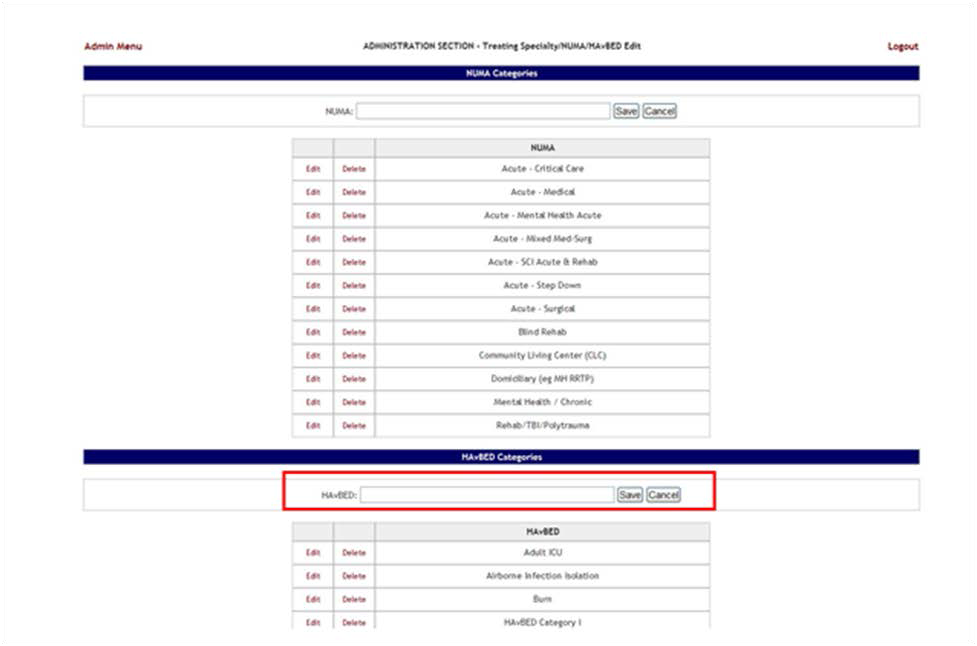 Admin Menu ADMINISTRATION SECTION - Treating Specialty/NUMA/HAvBED Edit Logout
NUMA Categories
NUMA: Save Cancel
NUMA
Edit Delete Acute - Critical Care
Edit Delete Acute - Medical
Edit Delete Acute - Mental Health Acute
Edit Delete Acute - Mixed Med-Surg
Edit Delete Acute - SCI Acute & Rehab
Edit Delete Acute - Step Down
Edit Delete Acute - Surgical
Edit Delete Blind Rehab
Edit Delete Community Living Center (CLC)
Edit Delete Domiciliary (eg MH RRTP)
Edit Delete Mental Health / Chronic
Edit Delete Rehab/TBI/Polytrauma
HAvBED Categories
HAvBED: Save Cancel
HAvBED
Edit Delete Adult ICU
Edit Delete Airborne Infection Isolation
Edit Delete Burn
Edit Delete HAvBED Category I